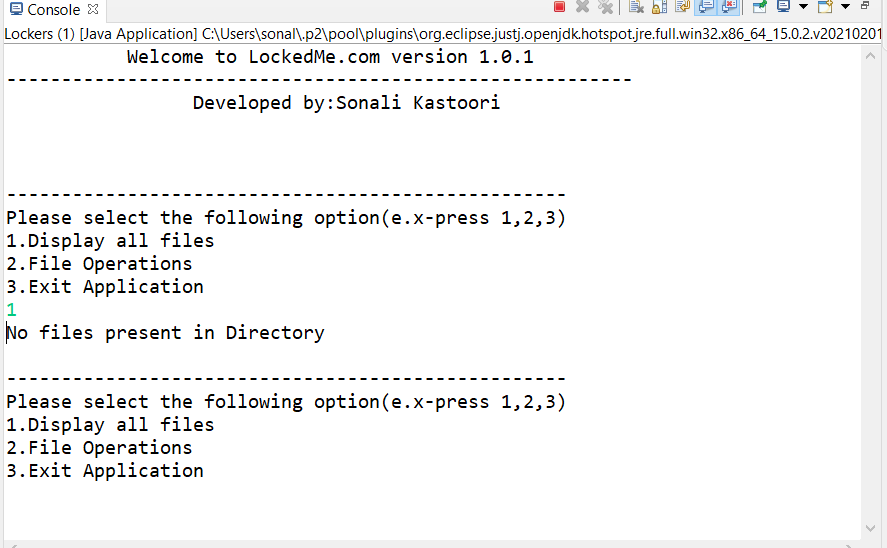 Console
Lockers (1) [Java Application] C:\Users\sonal\.p2\pool\plugins\org.eclipse.justj.openjdk.hotspot.jre.full.win32.x86_64_15.0.2.v20210201
Welcome to LockedMe.com version 1.0.1
---------------------------------------------------------
Developed by:Sonali Kastoori
---------------------------------------------------
Please select the following option(e.x-press 1,2,3)
1.Display all files
2.File Operations
3.Exit Application
1
No files present in Directory
---------------------------------------------------
Please select the following option(e.x-press 1,2,3)
1.Display all files
2.File Operations
3.Exit Application